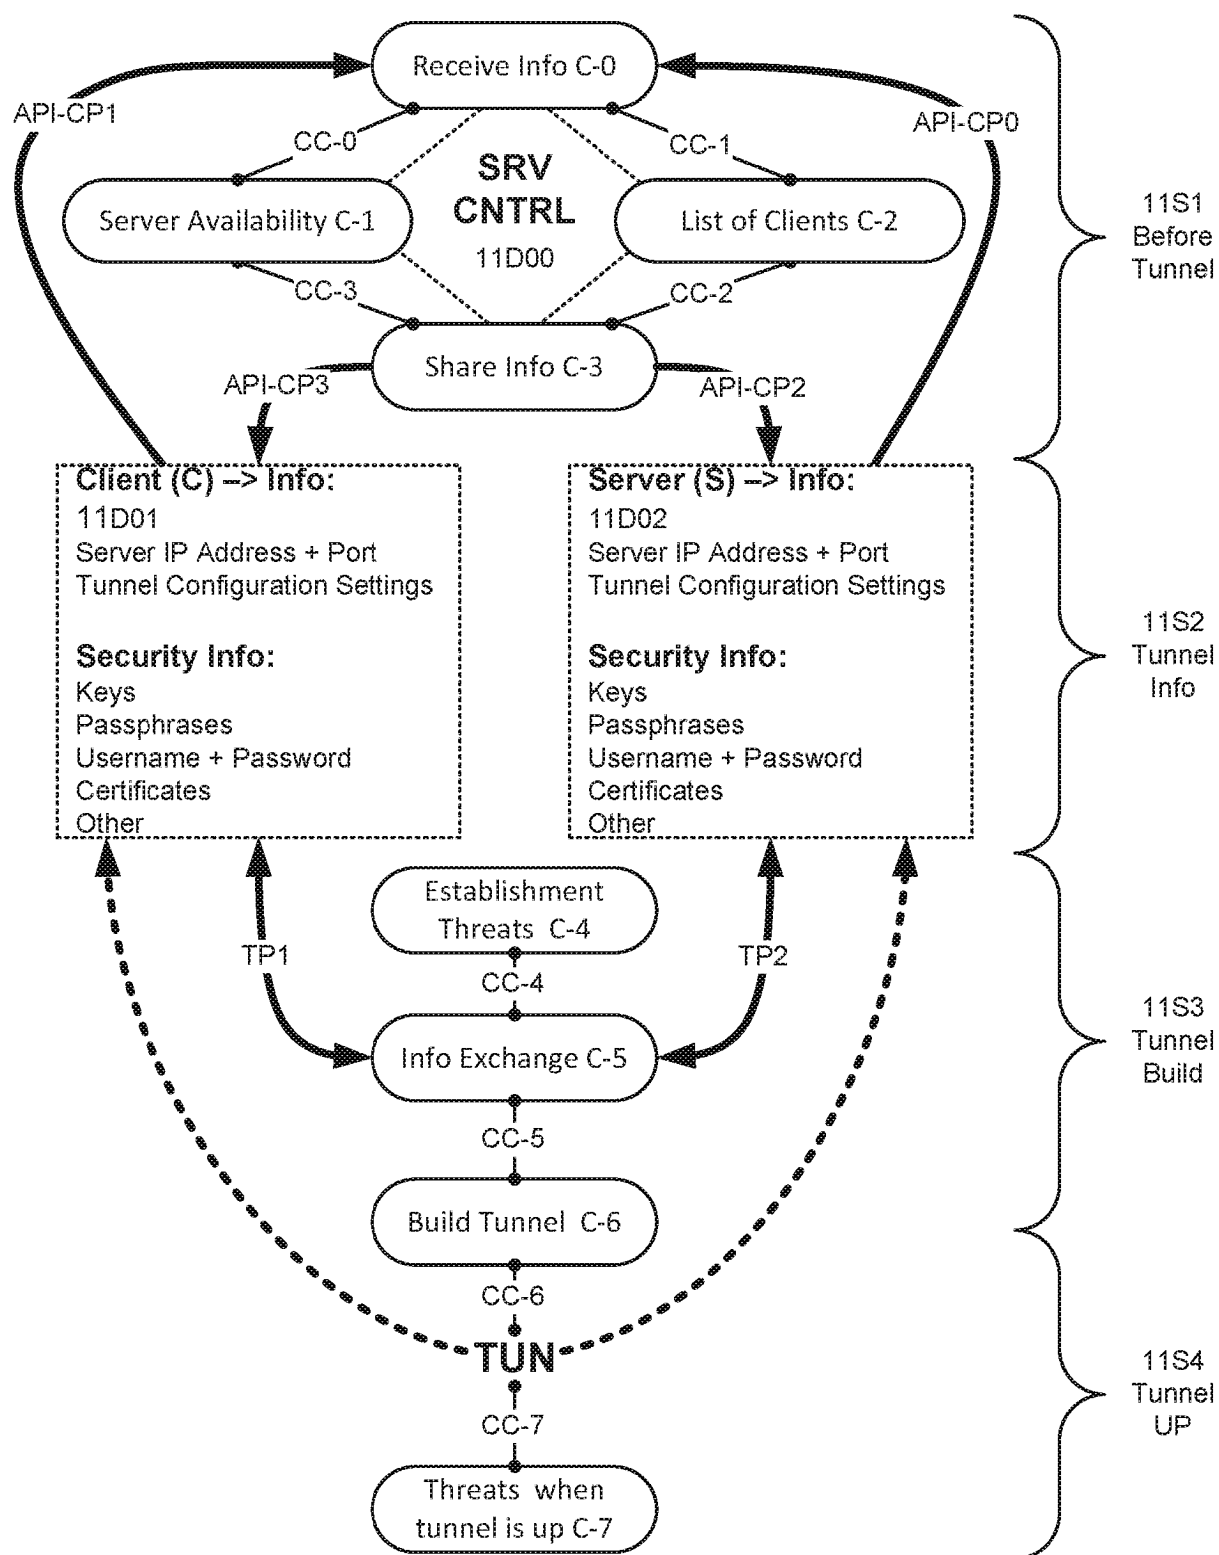 Receive Info C-0
API-CP1
API-CP0
CC-0
CC-1
SRV
CNTRL
11D00
Server Availability C-1
List of Clients C-2
11S1
Before
Tunnel
CC-3
CC-2
Share Info C-3
API-CP3
API-CP2
Client (C) –> Info:
11D01
Server IP Address + Port
Tunnel Configuration Settings
Security Info:
Keys
Passphrases
Username + Password
Certificates
Other
Server (S) –> Info:
11D02
Server IP Address + Port
Tunnel Configuration Settings
Security Info:
Keys
Passphrases
Username + Password
Certificates
Other
11S2
Tunnel
Info
Establishment
Threats C-4
TP1
TP2
CC-4
Info Exchange C-5
11S3
Tunnel
Build
CC-5
Build Tunnel C-6
CC-6
TUN
CC-7
Threats when
tunnel is up C-7
11S4
Tunnel
UP